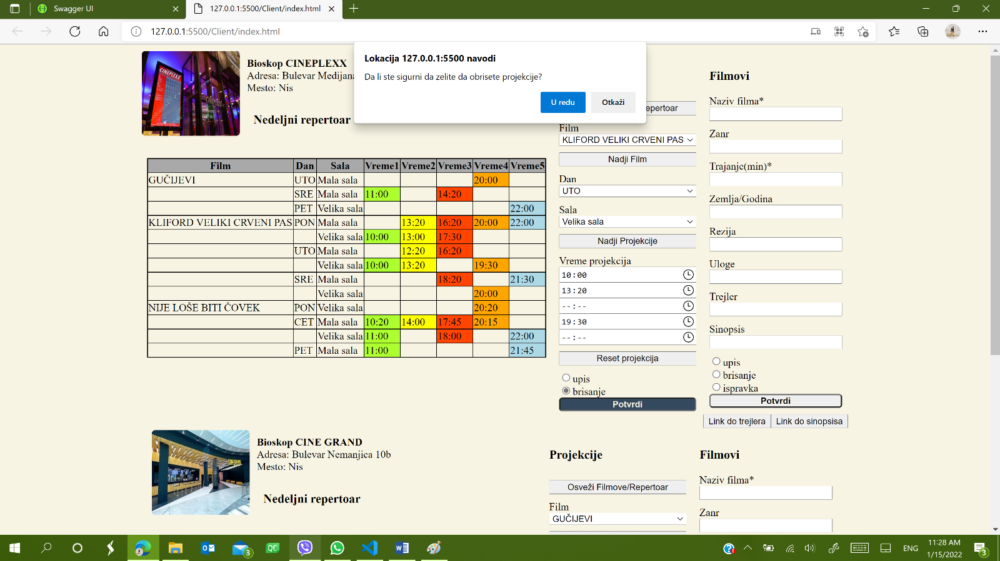 Swagger UI
127.0.0.1:5500/Client/index.html
127.0.0.1:5500/Client/index.html
Lokacija 127.0.0.1:5500 navodi
Da li ste sigurni da zelite da obrisete projekcije?
U redu
Otkaži
CINEPLEXX
Bioskop CINEPLEXX
Adresa: Bulevar Medijana
Mesto: Nis
Nedeljni repertoar
Film Dan Sala Vreme1 Vreme2 Vreme3 Vreme4 Vreme5
GUČIJEVI UTO Mala sala 20:00
SRE Mala sala 11:00 14:20
PET Velika sala 22:00
KLIFORD VELIKI CRVENI PAS PON Mala sala 13:20 16:20 20:00 22:00
Velika sala 10:00 13:00 17:30
UTO Mala sala 12:20 16:20
Velika sala 10:00 13:20 19:30
SRE Mala sala 18:20 21:30
Velika sala 20:00
NIJE LOŠE BITI ČOVEK PON Velika sala 20:20
CET Mala sala 10:20 14:00 17:45 20:15
Velika sala 11:00 18:00 22:00
PET Mala sala 11:00 21:45
epertoar
Film
KLIFORD VELIKI CRVENI PAS
Nadji Film
Dan
UTO
Sala
Velika sala
Nadji Projekcije
Vreme projekcija
10:00
13:20
--:--
19:30
--:--
Reset projekcija
upis
brisanje
Potvrdi
Filmovi
Naziv filma*
Zanr
Trajanje(min)*
Zemlja/Godina
Rezija
Uloge
Trejler
Sinopsis
upis
brisanje
ispravka
Potvrdi
Link do trejlera
Link do sinopsisa
Bioskop CINE GRAND
Adresa: Bulevar Nemanjica 10b
Mesto: Nis
Nedeljni repertoar
Projekcije
Osveži Filmove/Repertoar
Film
GUČIJEVI
Filmovi
Naziv filma*
Zanr
3
QC
ENG
11:28 AM
1/15/2022
3